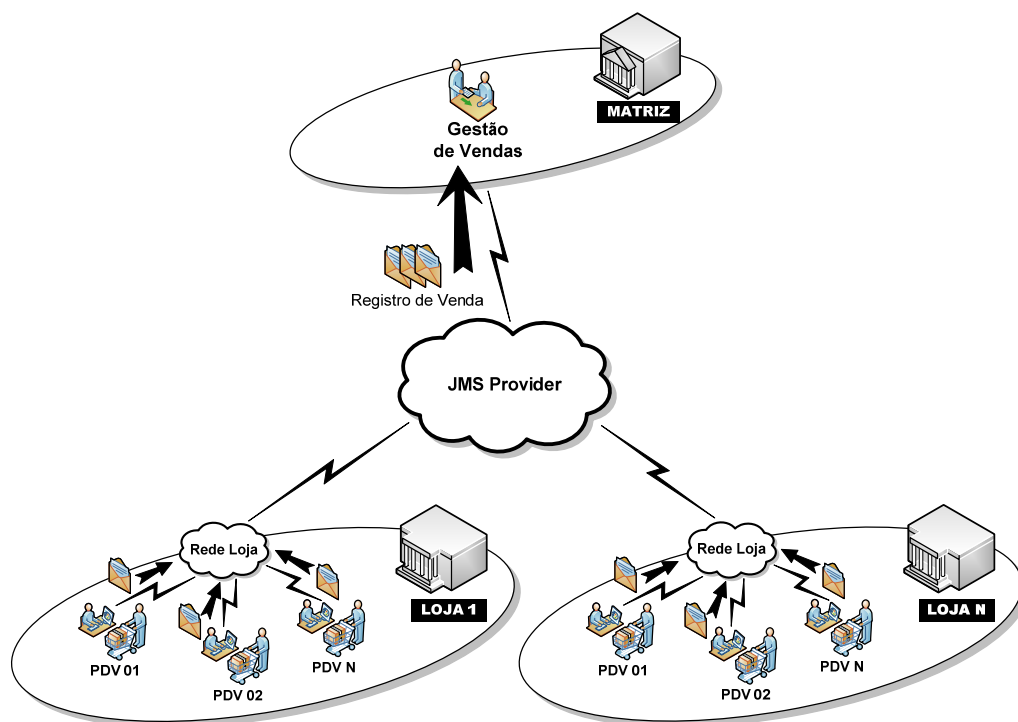 MATRIZ
Gestão
de Vendas
Registro de Venda
JMS Provider
Rede Loja
LOJA 1
PDV 01
PDV 02
PDV N
Rede Loja
LOJA N
PDV 01
PDV 02
PDV N